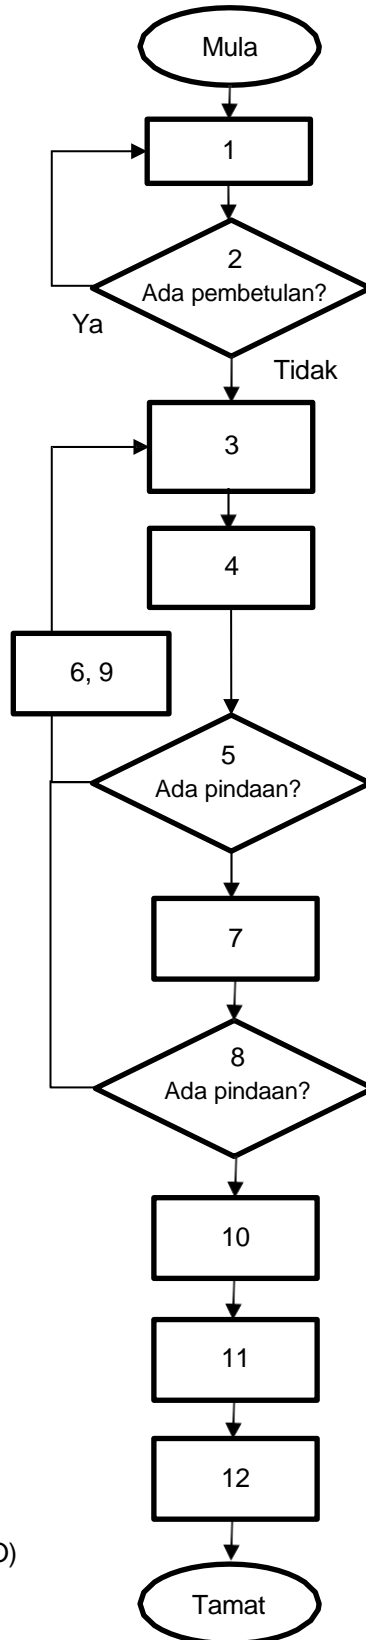 Mula
1
2
Ada pembetulan?
Ya
Tidak
3
4
6, 9
5
Ada pindaan?
7
8
Ada pindaan?
10
11
12
)
Tamat